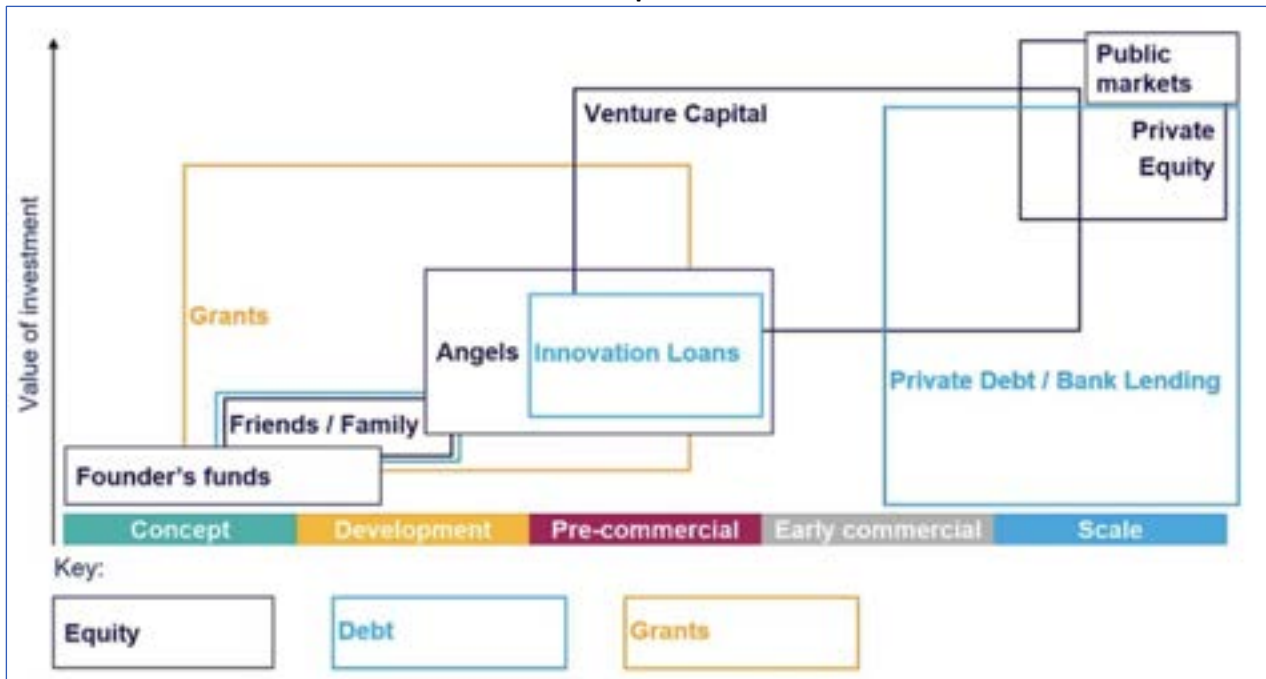 Public
markets
Venture Capital
Private
Equity
Value of investment
Grants
Angels
Innovation Loans
Private Debt / Bank Lending
Friends / Family
Founder's funds
Concept
Development
Pre-commercial
Early commercial
Scale
Key:
Equity
Debt
Grants